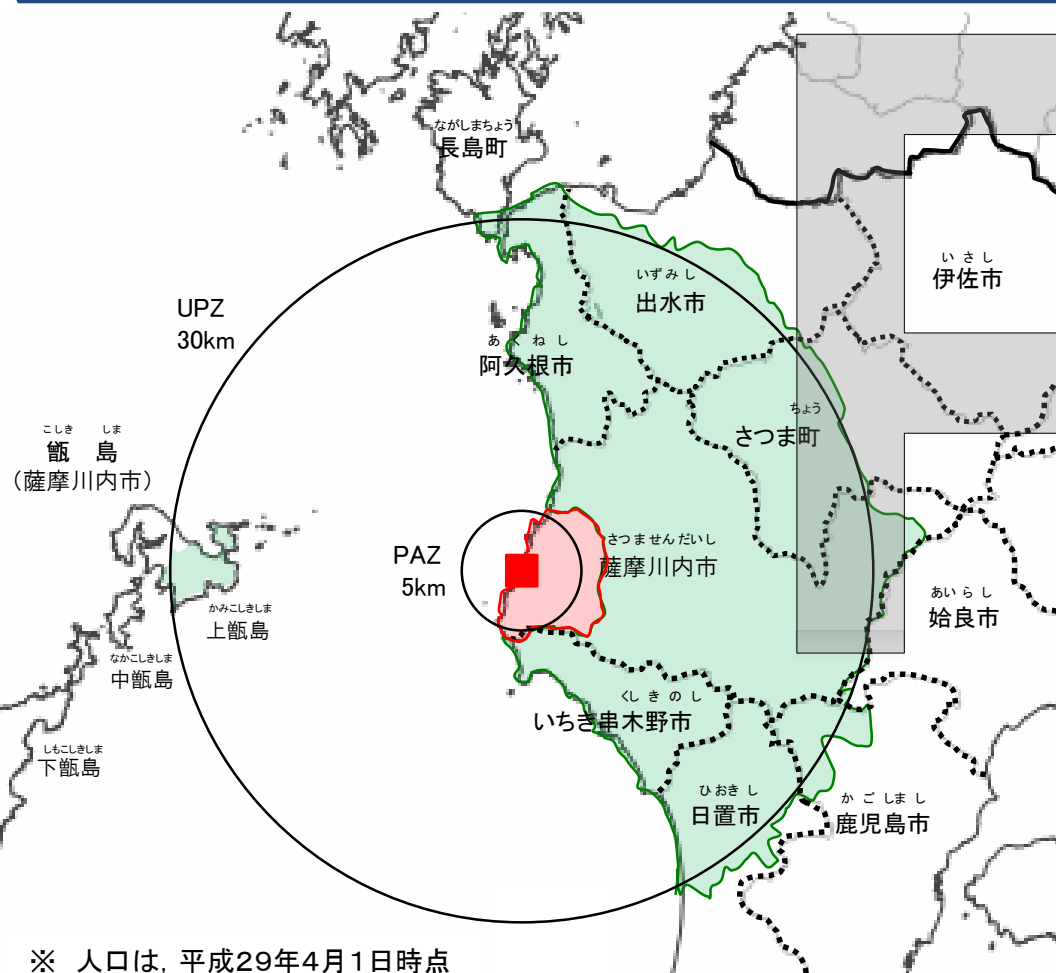 ながしまちょう
長島町
いさし
伊佐市
いずみし
出水市
UPZ
30km
あくねし
阿久根市
ちょう
さつま町
こしき しま
甑 島
（薩摩川内市）
さつませんだいし
薩摩川内市
PAZ
5km
あいらし
姶良市
かみこしきしま
上甑島
なかこしきしま
中甑島
くしきのし
いちき串木野市
しもこしきしま
下甑島
ひおきし
日置市
かごしまし
鹿児島市
※ 人口は，平成29年4月1日時点